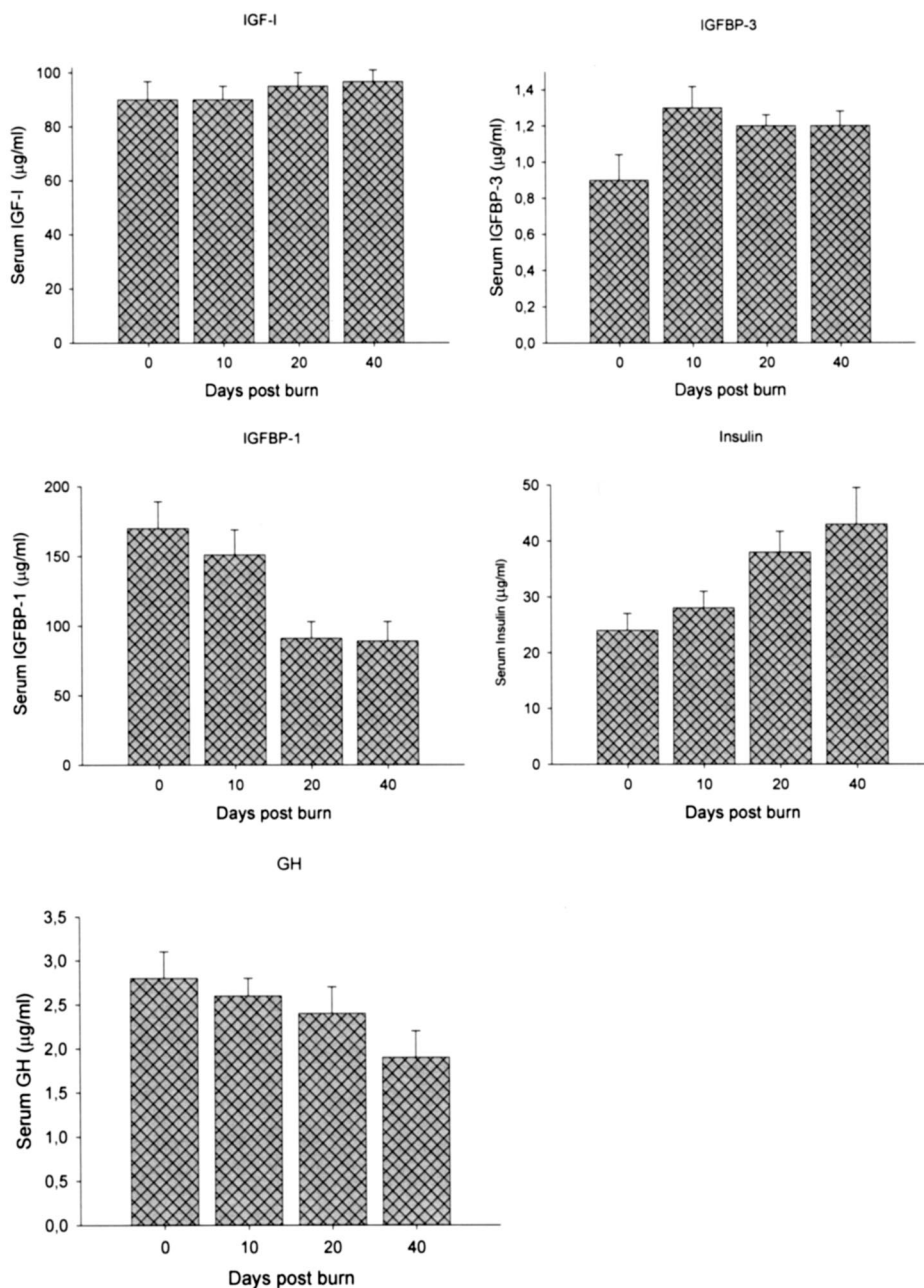 IGF-I
Serum IGF-I (µg/ml)
100
80
60
40
20
0
0 10 20 40
Days post burn
IGFBP-3
Serum IGFBP-3 (µg/ml)
1,4
1,2
1,0
0,8
0,6
0,4
0,2
0,0
0 10 20 40
Days post burn
IGFBP-1
Serum IGFBP-1 (µg/ml)
200
150
100
50
0
0 10 20 40
Days post burn
Insulin
Serum Insulin (µg/ml)
50
40
30
20
10
0
0 10 20 40
Days post burn
GH
Serum GH (µg/ml)
3,5
3,0
2,5
2,0
1,5
1,0
0,5
0,0
0 10 20 40
Days post burn